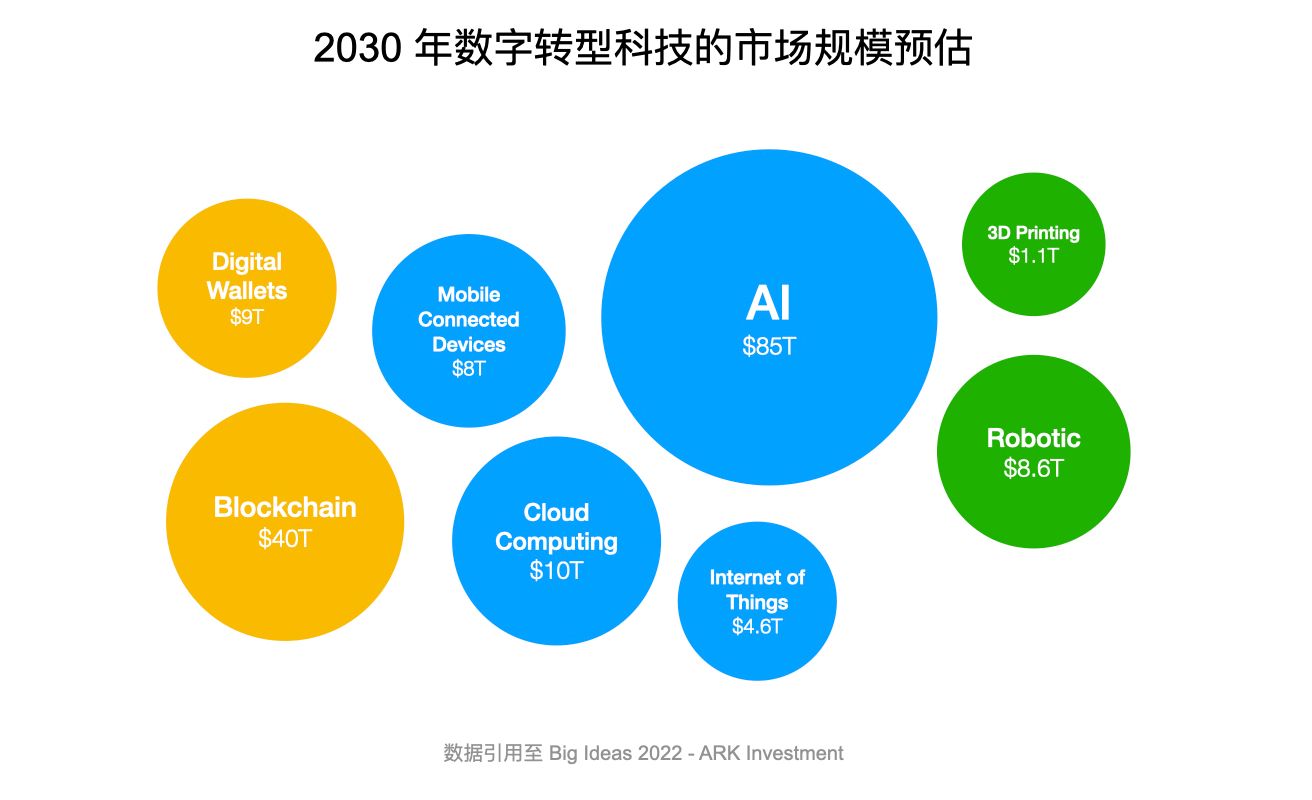 2030 年数字转型科技的市场规模预估
Digital
Wallets
$9T
Mobile
Connected
Devices
$8T
AI
$85T
3D Printing
$1.1T
Blockchain
$40T
Cloud
Computing
$10T
Internet of
Things
$4.6T
Robotic
$8.6T
数据引用至 Big Ideas 2022 - ARK Investment